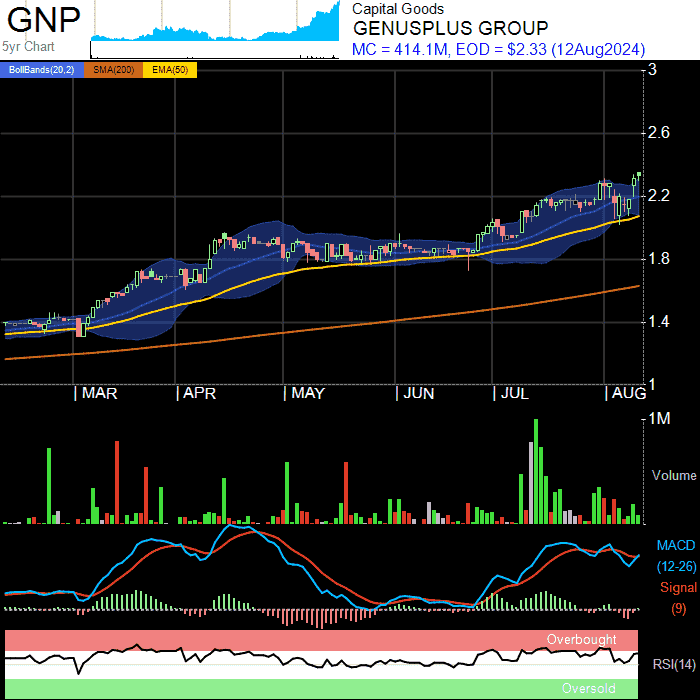 GNP
5yr Chart
Capital Goods
GENUSPLUS GROUP
MC = 414.1M, EOD = $2.33 (12Aug2024)
BollBands(20,2) SMA(200) EMA(50)
3
2.6
2.2
1.8
1.4
1
MAR APR MAY JUN JUL AUG
1M
Volume
MACD
(12-26)
Signal
(9)
Overbought
RSI(14)
Oversold